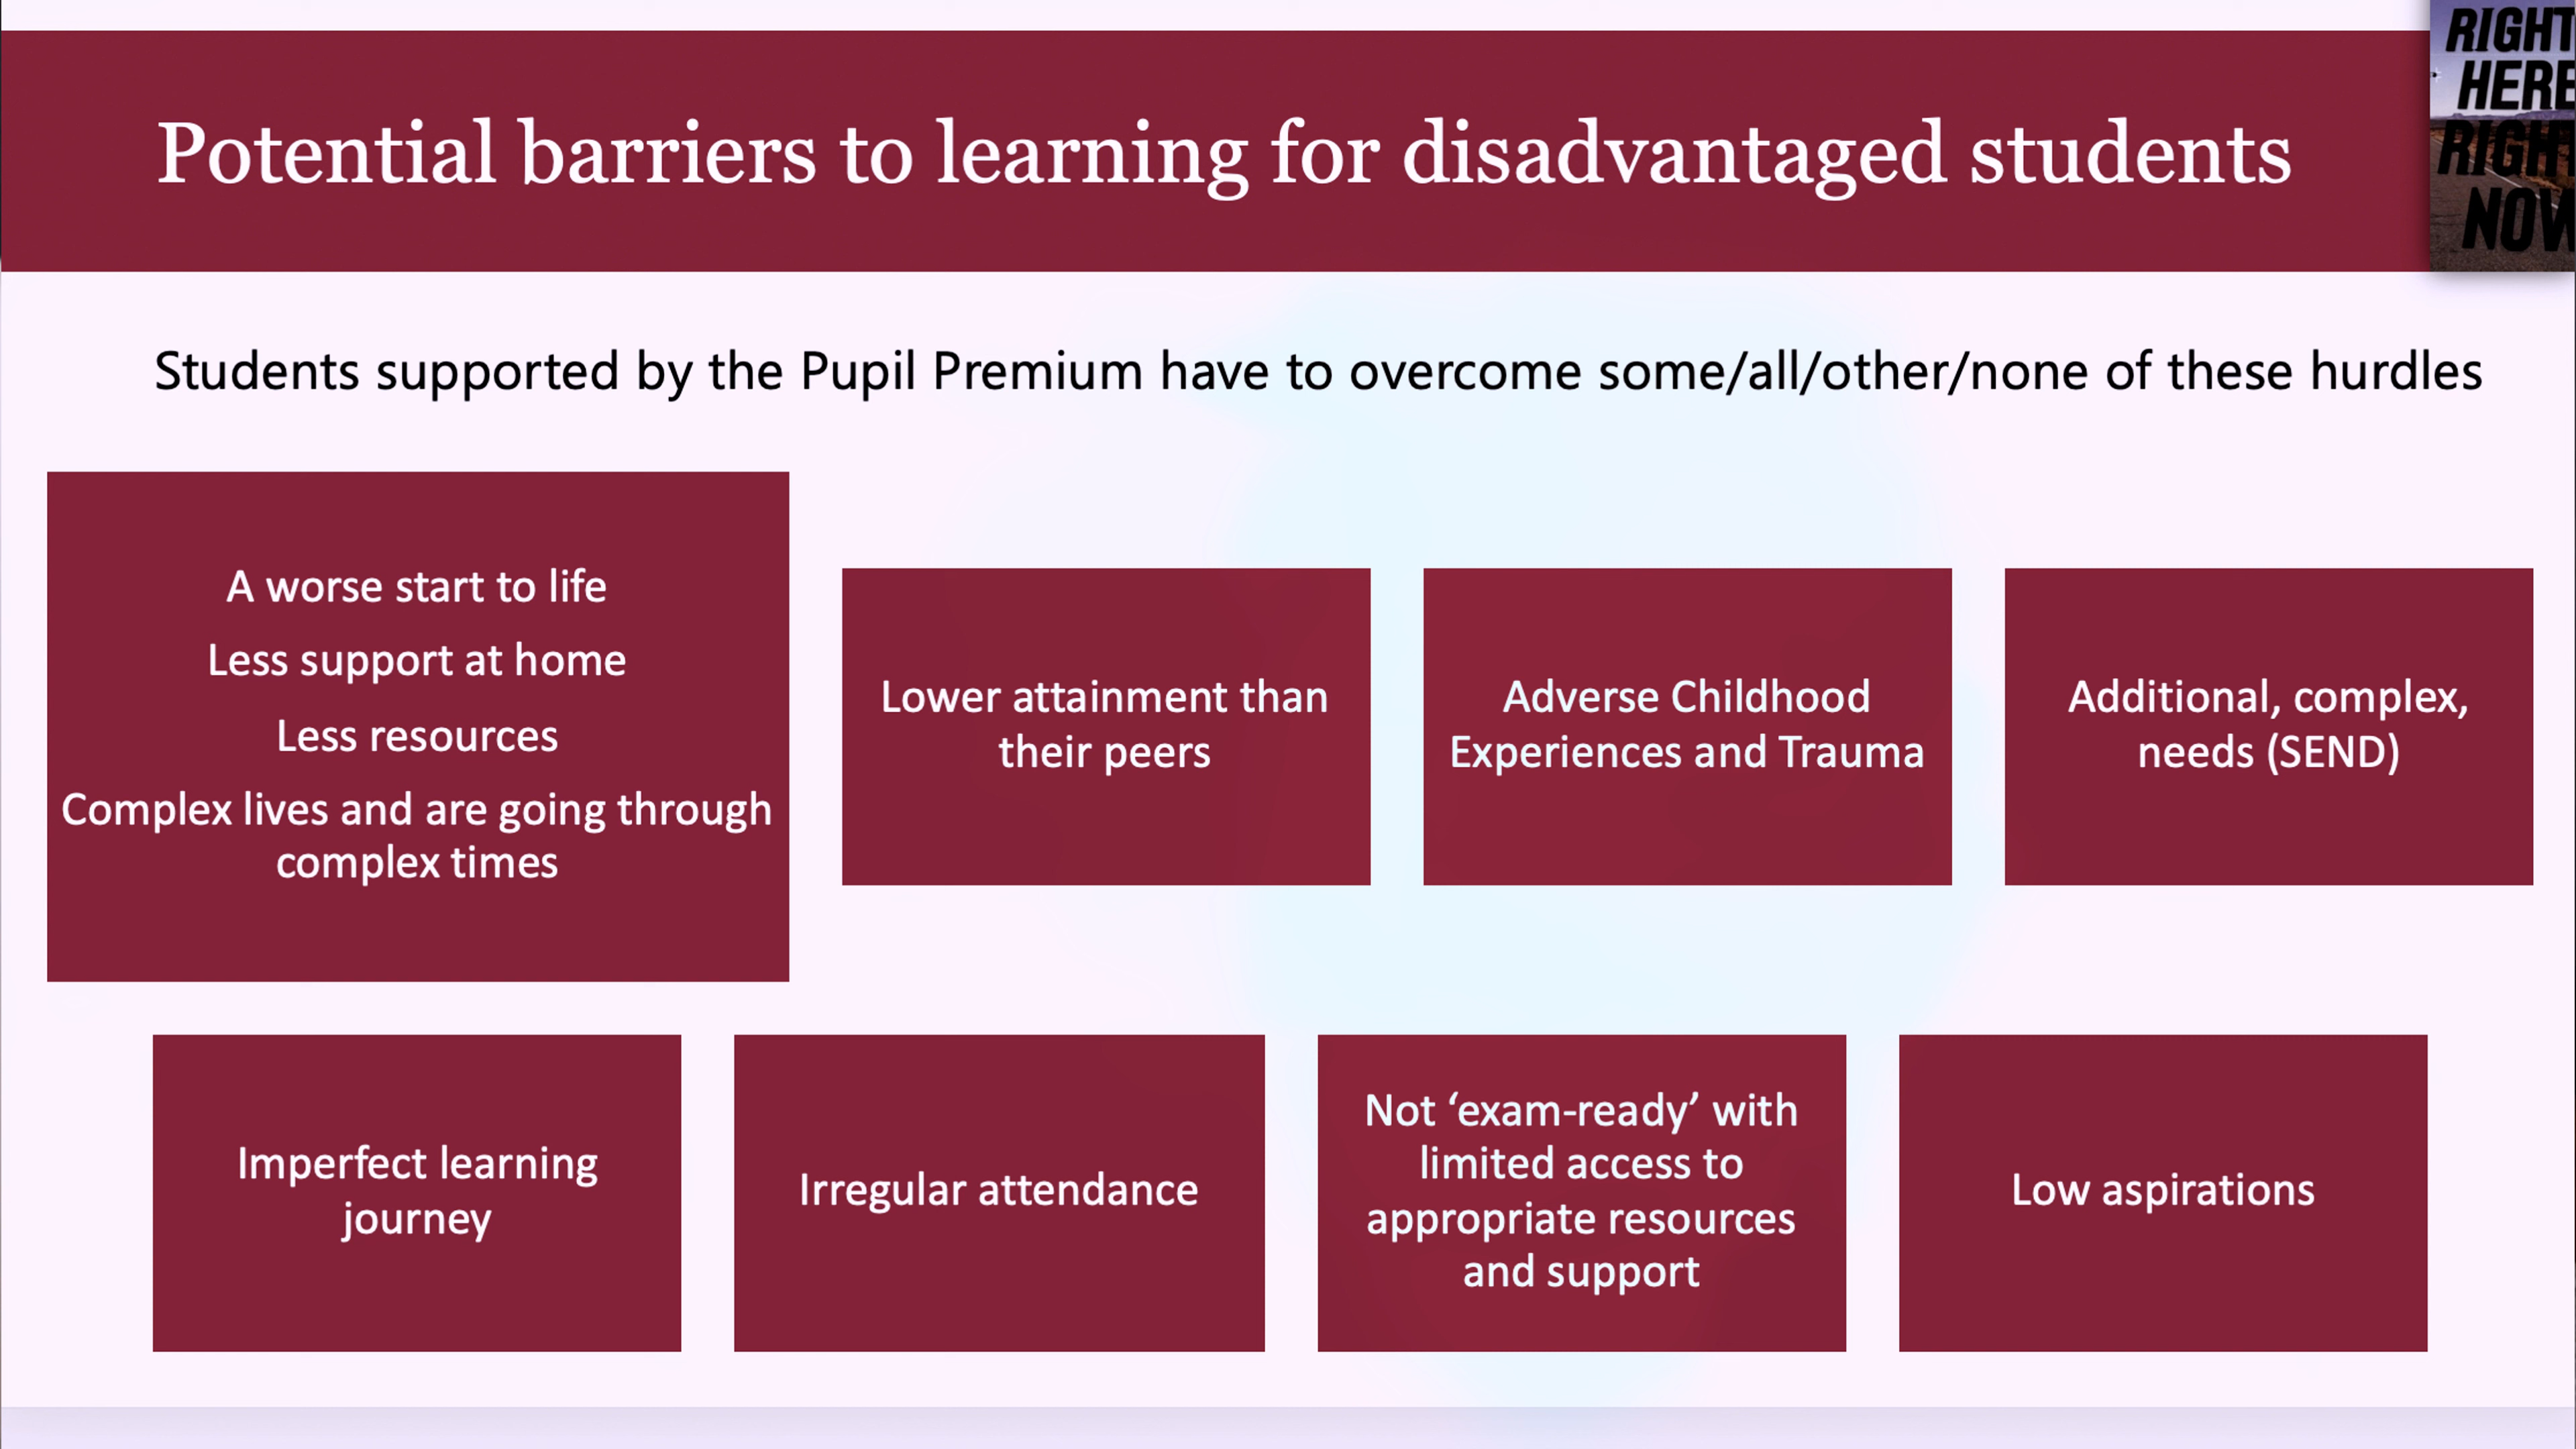 Potential barriers to learning for disadvantaged students
RIGHT
HERE
RIGHT
NOW
Students supported by the Pupil Premium have to overcome some/all/other/none of these hurdles
A worse start to life
Less support at home
Less resources
Complex lives and are going through
complex times
Lower attainment than
their peers
Adverse Childhood
Experiences and Trauma
Additional, complex,
needs (SEND)
Imperfect learning
journey
Irregular attendance
Not ‘exam-ready’ with
limited access to
appropriate resources
and support
Low aspirations